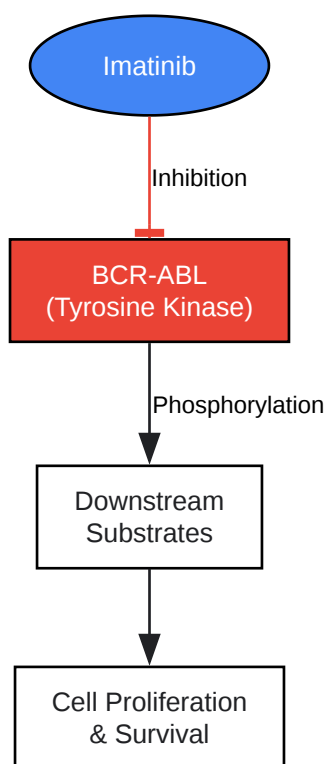 Imatinib
Inhibition
BCR-ABL
(Tyrosine Kinase)
Phosphorylation
Downstream
Substrates
Cell Proliferation
& Survival